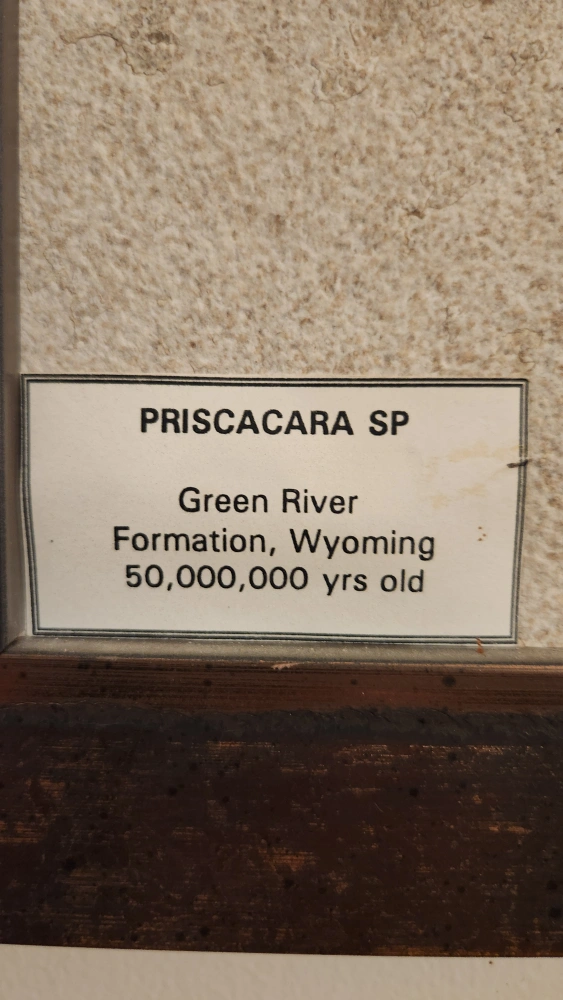 PRISCACARA SP
Green River
Formation, Wyoming
50,000,000 yrs old